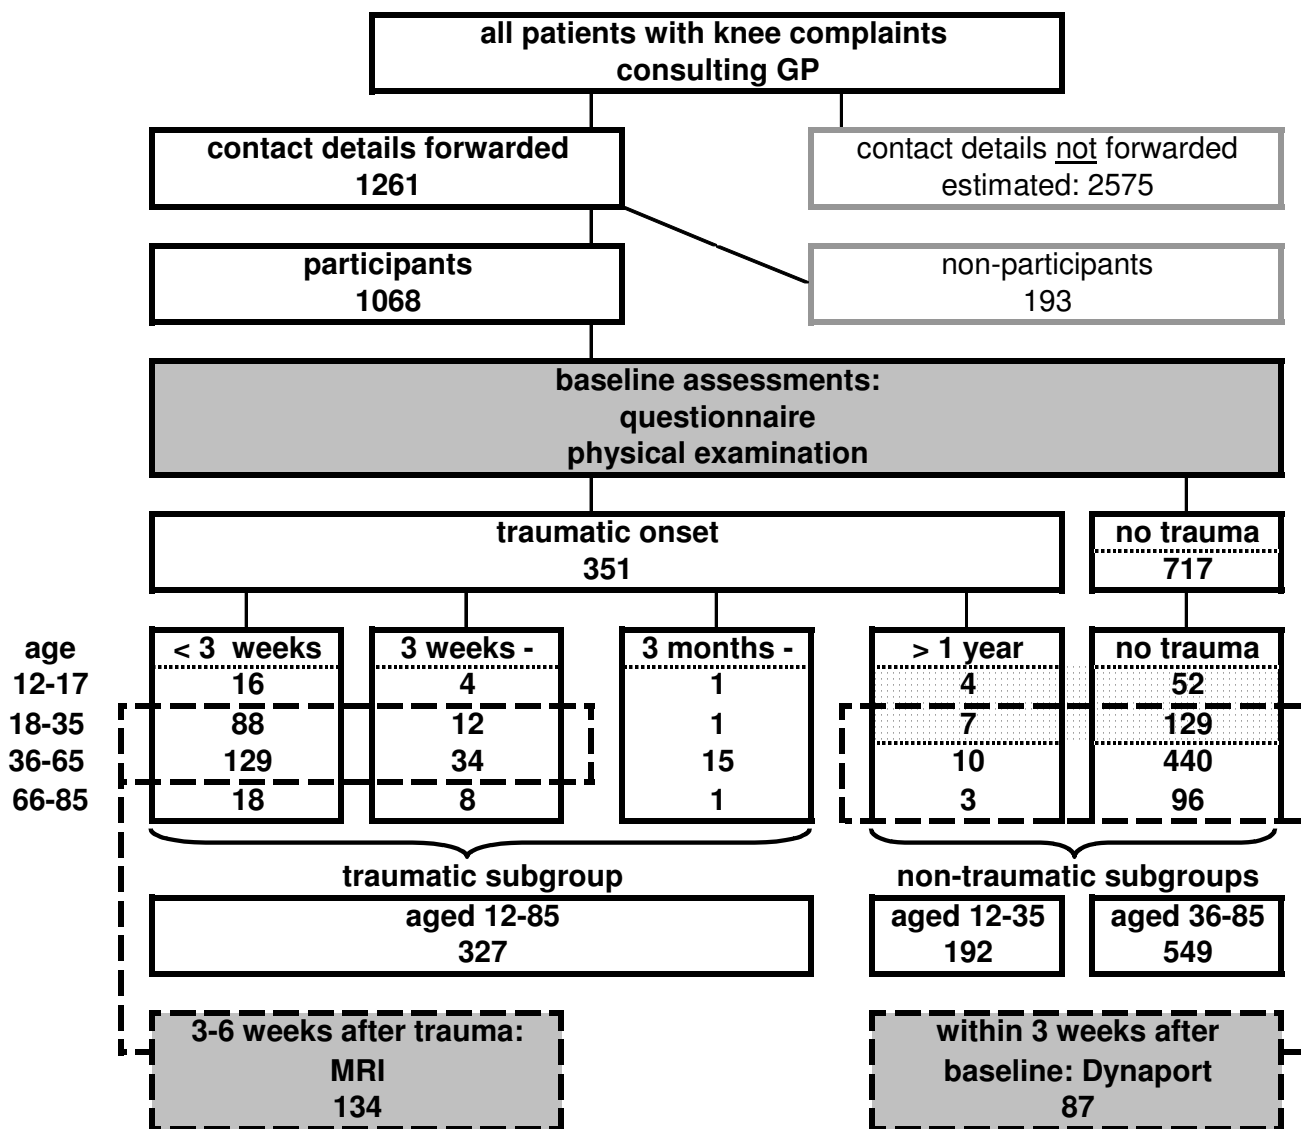 all patients with knee complaints
consulting GP
contact details forwarded
1261
contact details not forwarded
estimated: 2575
participants
1068
non-participants
193
baseline assessments:
questionnaire
physical examination
traumatic onset
351
no trauma
717
age < 3 weeks 3 weeks - 3 months - > 1 year no trauma
12-17 16 4 1 4 52
18-35 88 12 1 7 129
36-65 129 34 15 10 440
66-85 18 8 1 3 96
traumatic subgroup
non-traumatic subgroups
aged 12-85
327
aged 12-35
192
aged 36-85
549
3-6 weeks after trauma:
MRI
134
within 3 weeks after
baseline: Dynaport
87